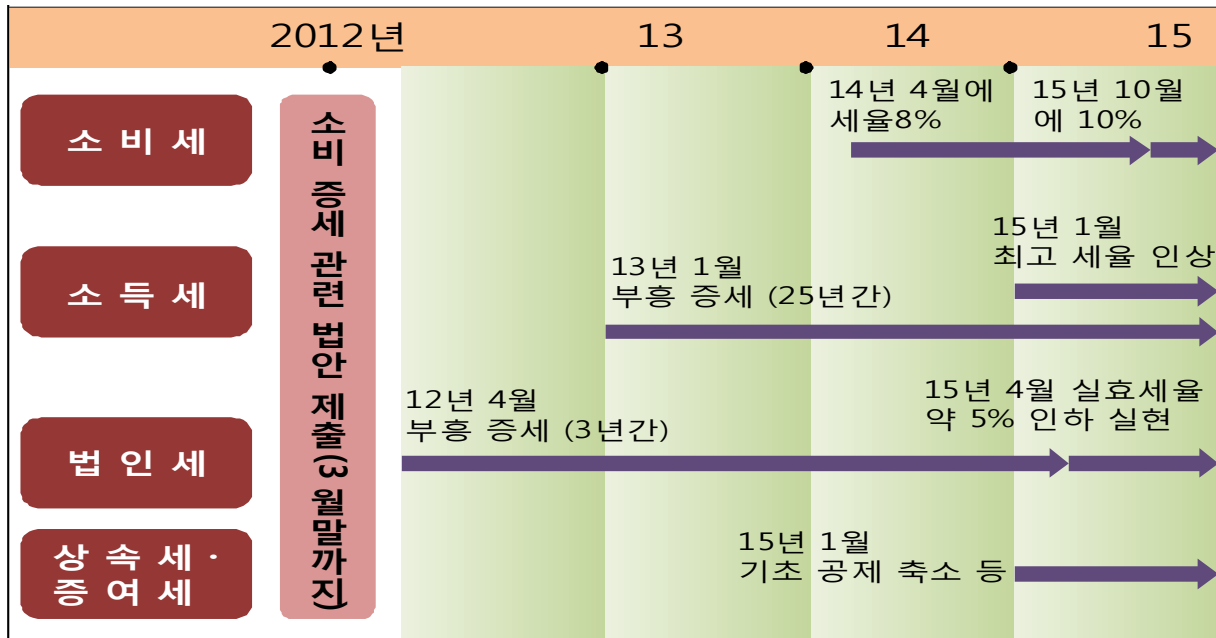 2012년 13 14 15
소비세
소득세
법인세
상속세·
증여세
소비 증세 관련 법안 제출(3월말까지)
14년 4월에
세율8%
15년 10월
에 10%
15년 1월
최고 세율 인상
13년 1월
부흥 증세 (25년간)
12년 4월
부흥 증세 (3년간)
15년 4월 실효세율
약 5% 인하 실현
15년 1월
기초 공제 축소 등